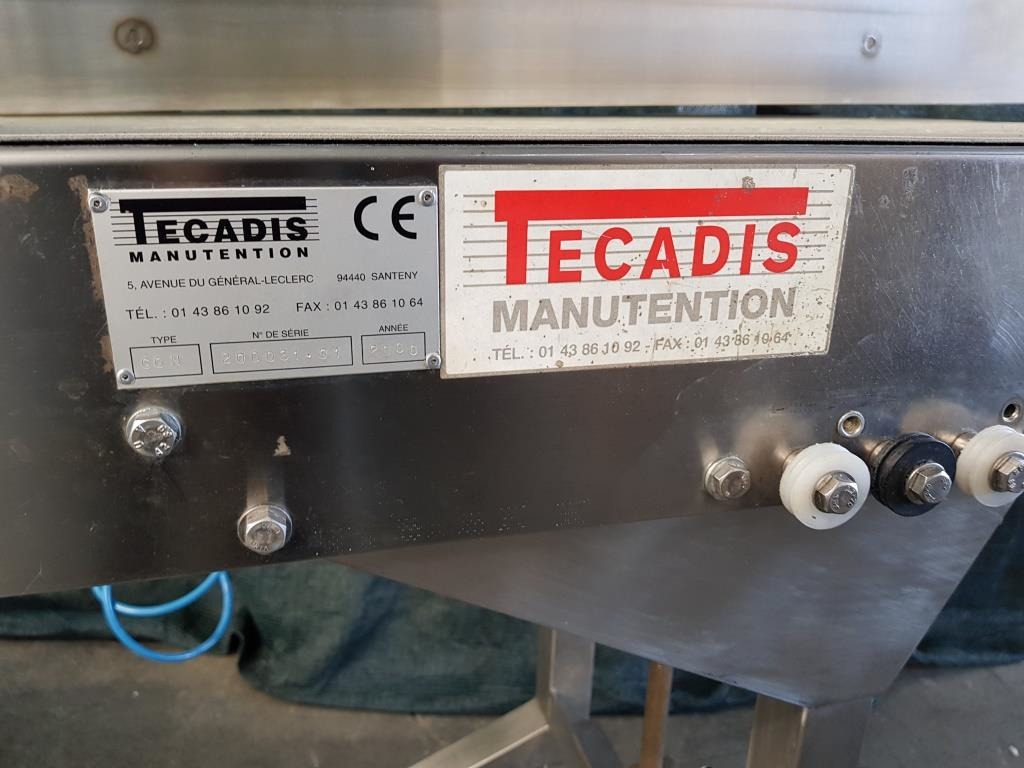 TECADIS
MANUTENTION
CE
5, AVENUE DU GÉNÉRAL-LECLERC 94440 SANTENY
TÉL. : 01 43 86 10 92 FAX : 01 43 86 10 64
TYPE N° DE SÉRIE ANNÉE
200031-01
TECADIS
MANUTENTION
TÉL. : 01 43 86 10 92 - FAX : 01 43 86 10 64